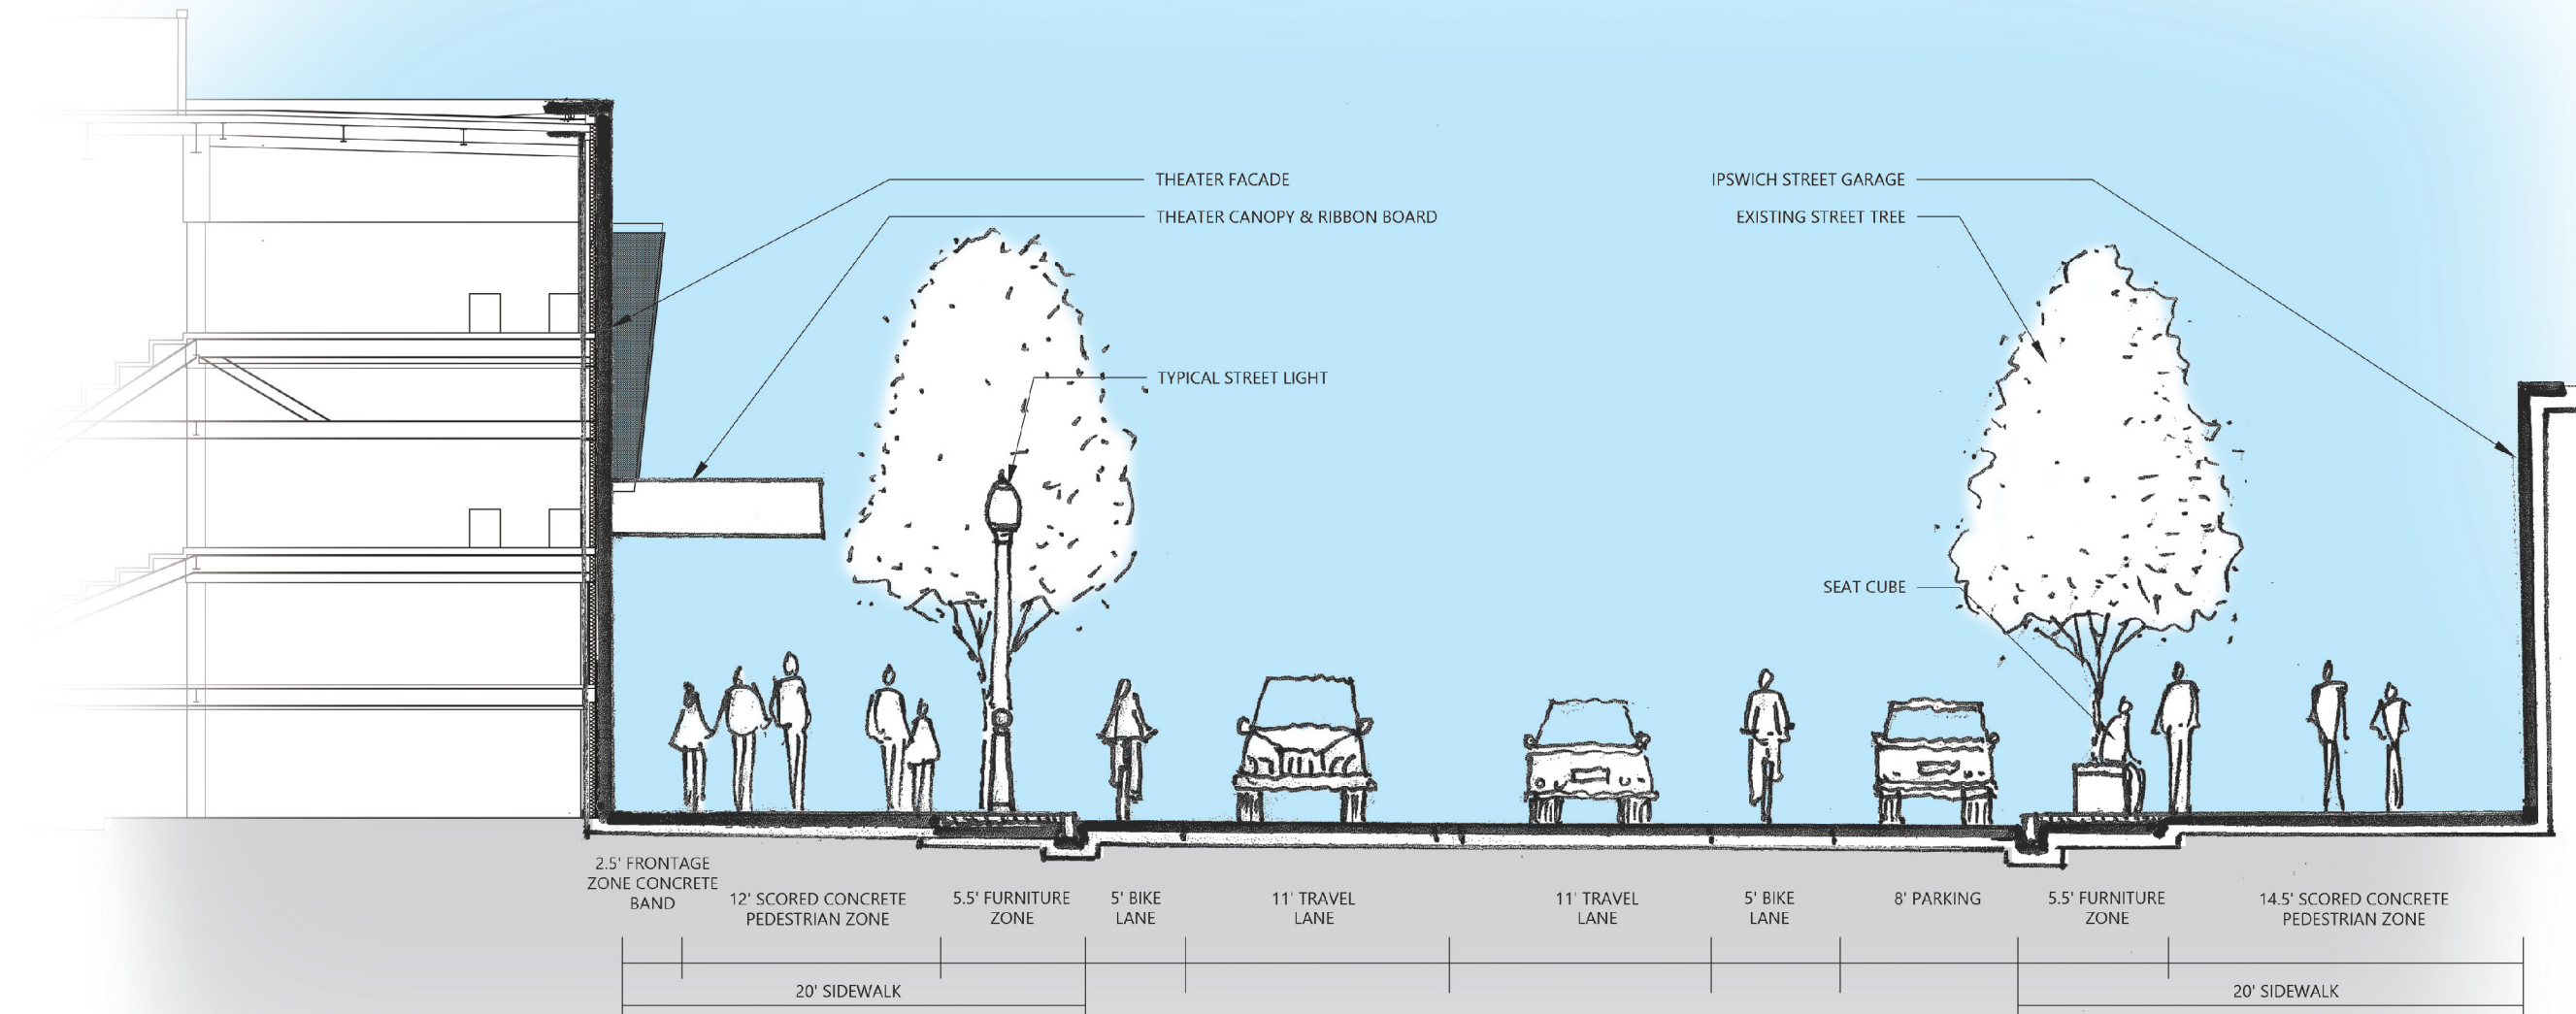 THEATER FACADE
THEATER CANOPY & RIBBON BOARD
TYPICAL STREET LIGHT
IPSWICH STREET GARAGE
EXISTING STREET TREE
SEAT CUBE
2.5' FRONTAGE
ZONE CONCRETE
BAND
12' SCORED CONCRETE
PEDESTRIAN ZONE
5.5' FURNITURE
ZONE
5' BIKE
LANE
11' TRAVEL
LANE
11' TRAVEL
LANE
5' BIKE
LANE
8' PARKING
5.5' FURNITURE
ZONE
14.5' SCORED CONCRETE
PEDESTRIAN ZONE
20' SIDEWALK
20' SIDEWALK